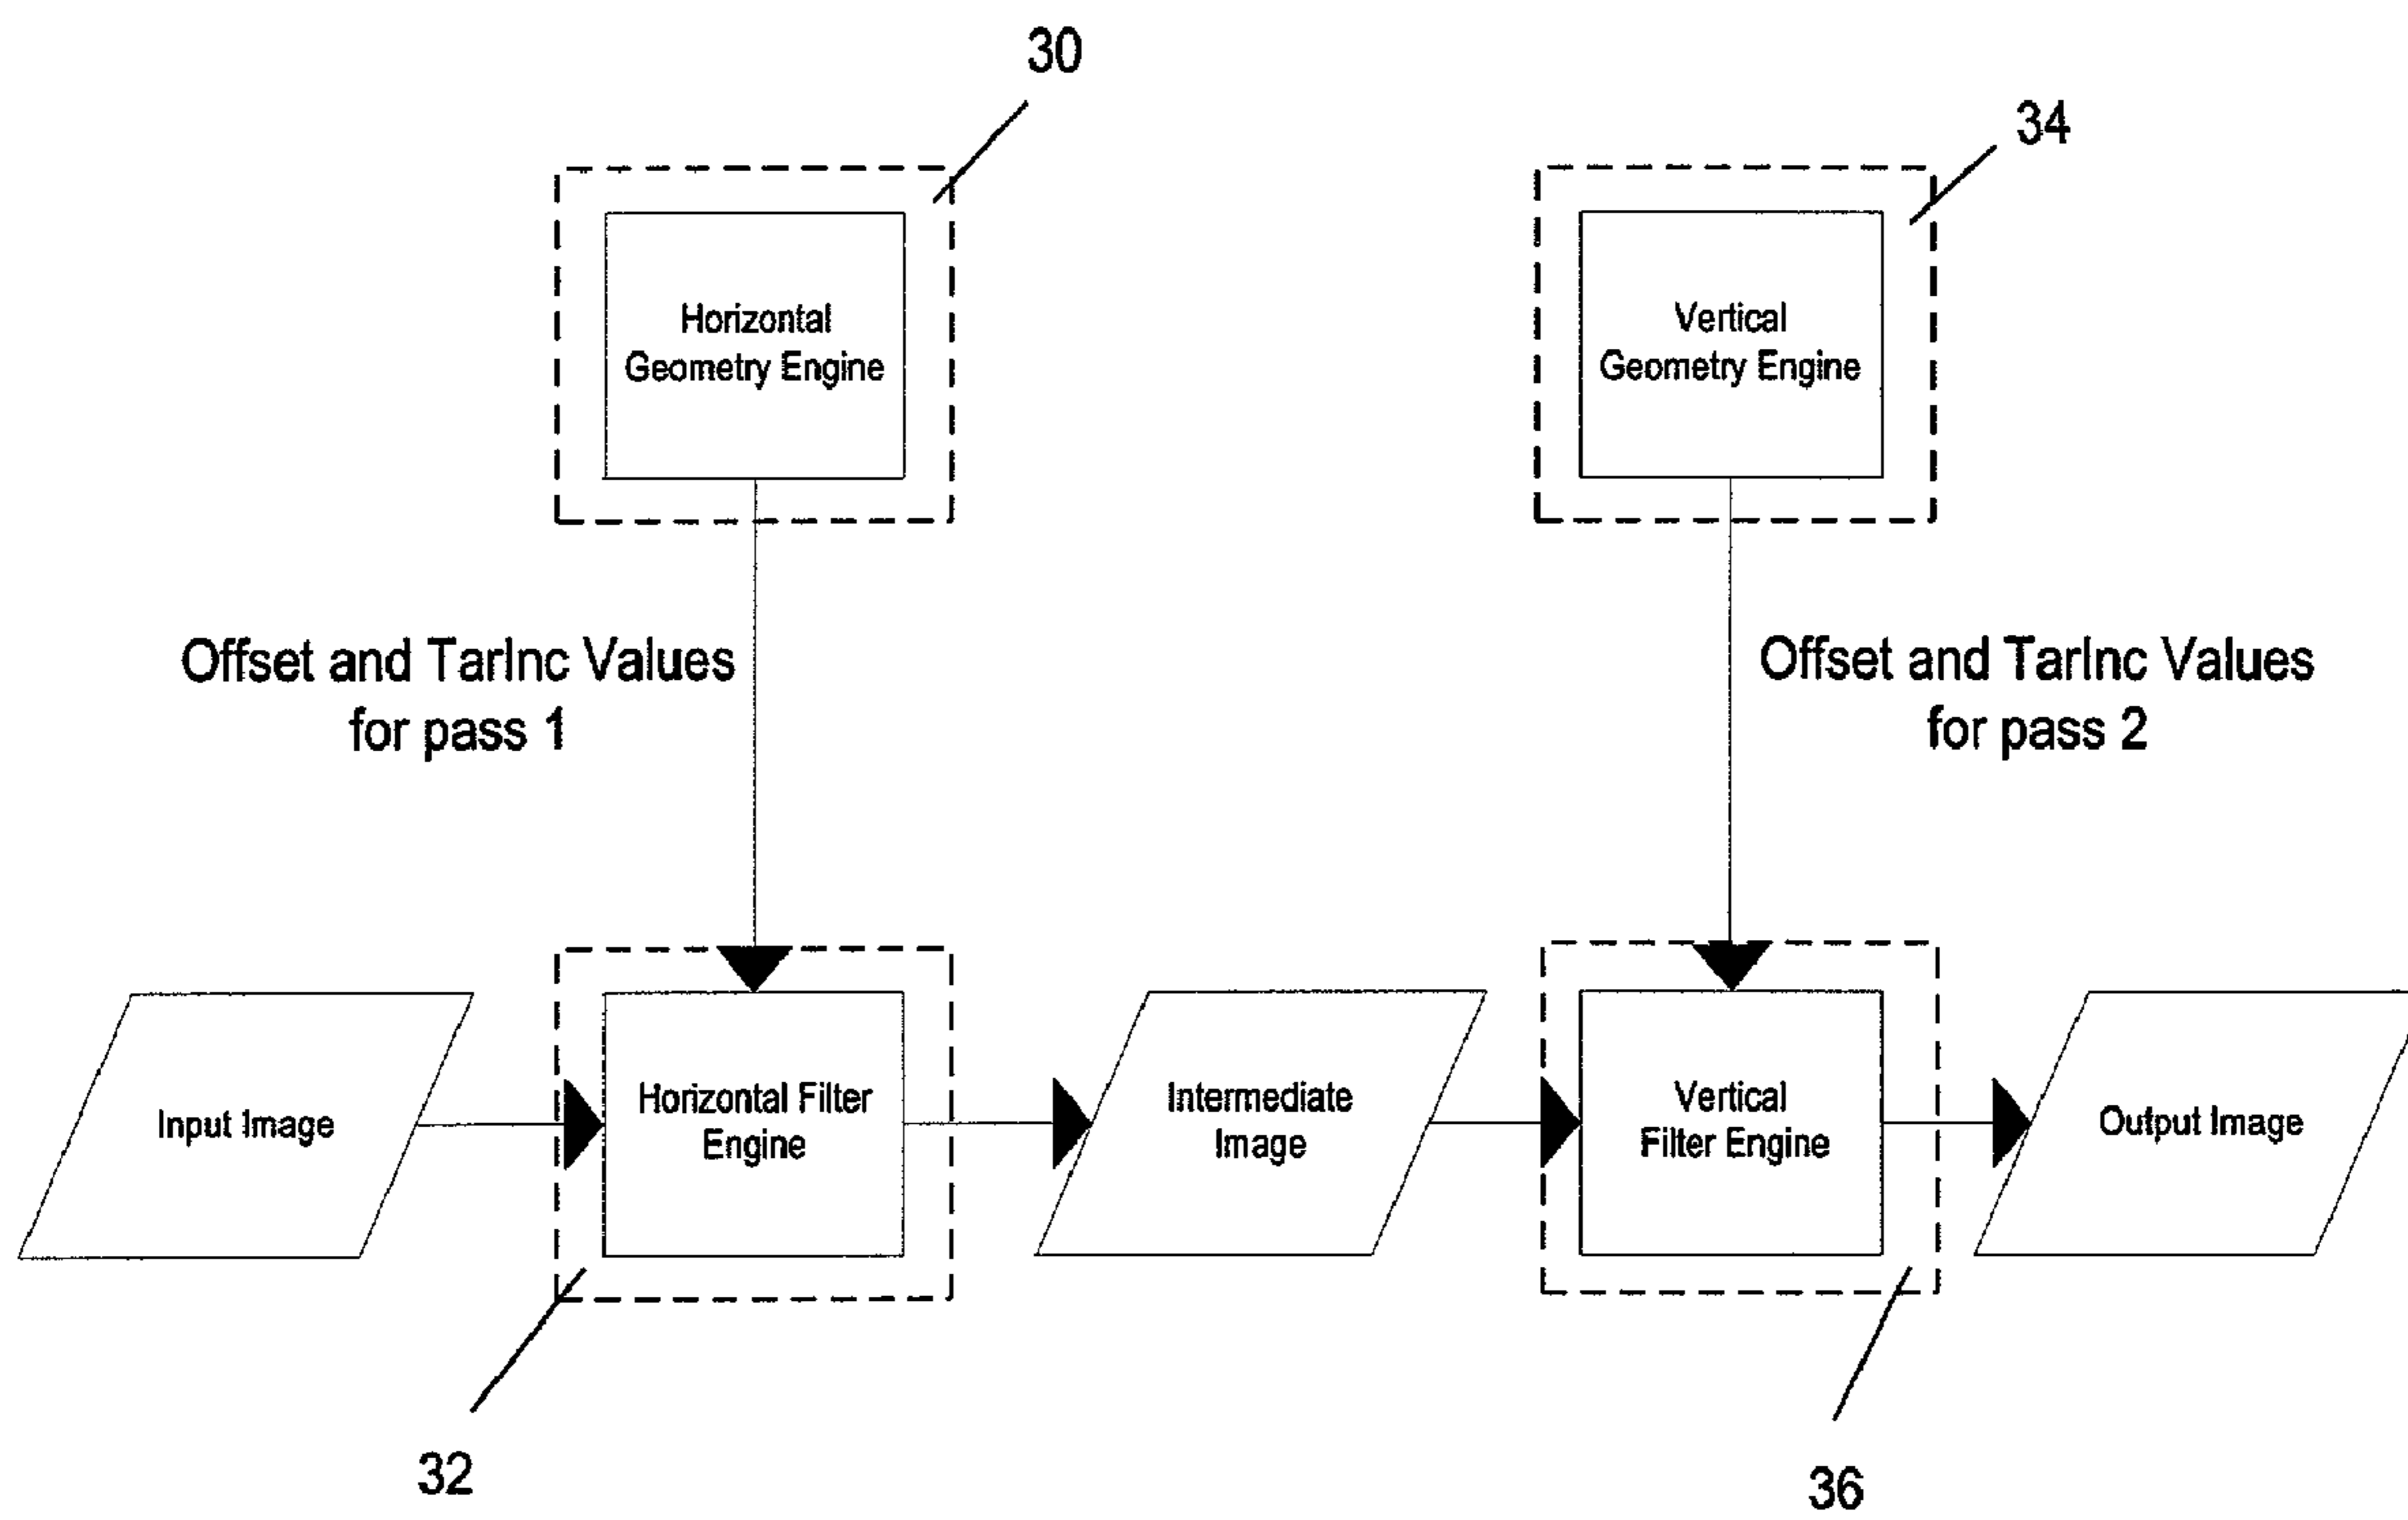 30
34
Horizontal
Geometry Engine
Vertical
Geometry Engine
Offset and TarInc Values
for pass 1
Offset and TarInc Values
for pass 2
Input Image
Horizontal Filter
Engine
Intermediate
Image
Vertical
Filter Engine
Output Image
32
36